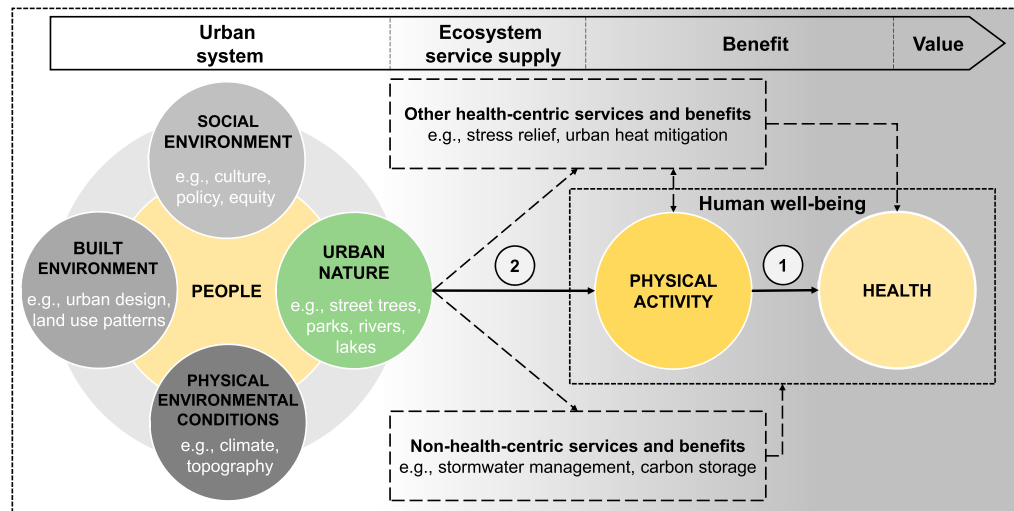 Urban
system
Ecosystem
service supply
Benefit
Value
Other health-centric services and benefits
e.g., stress relief, urban heat mitigation
SOCIAL
ENVIRONMENT
e.g., culture,
policy, equity
BUILT
ENVIRONMENT
e.g., urban design,
land use patterns
PEOPLE
URBAN
NATURE
e.g., street trees,
parks, rivers,
lakes
PHYSICAL
ENVIRONMENTAL
CONDITIONS
e.g., climate,
topography
2
Human well-being
PHYSICAL
ACTIVITY
1
HEALTH
Non-health-centric services and benefits
e.g., stormwater management, carbon storage